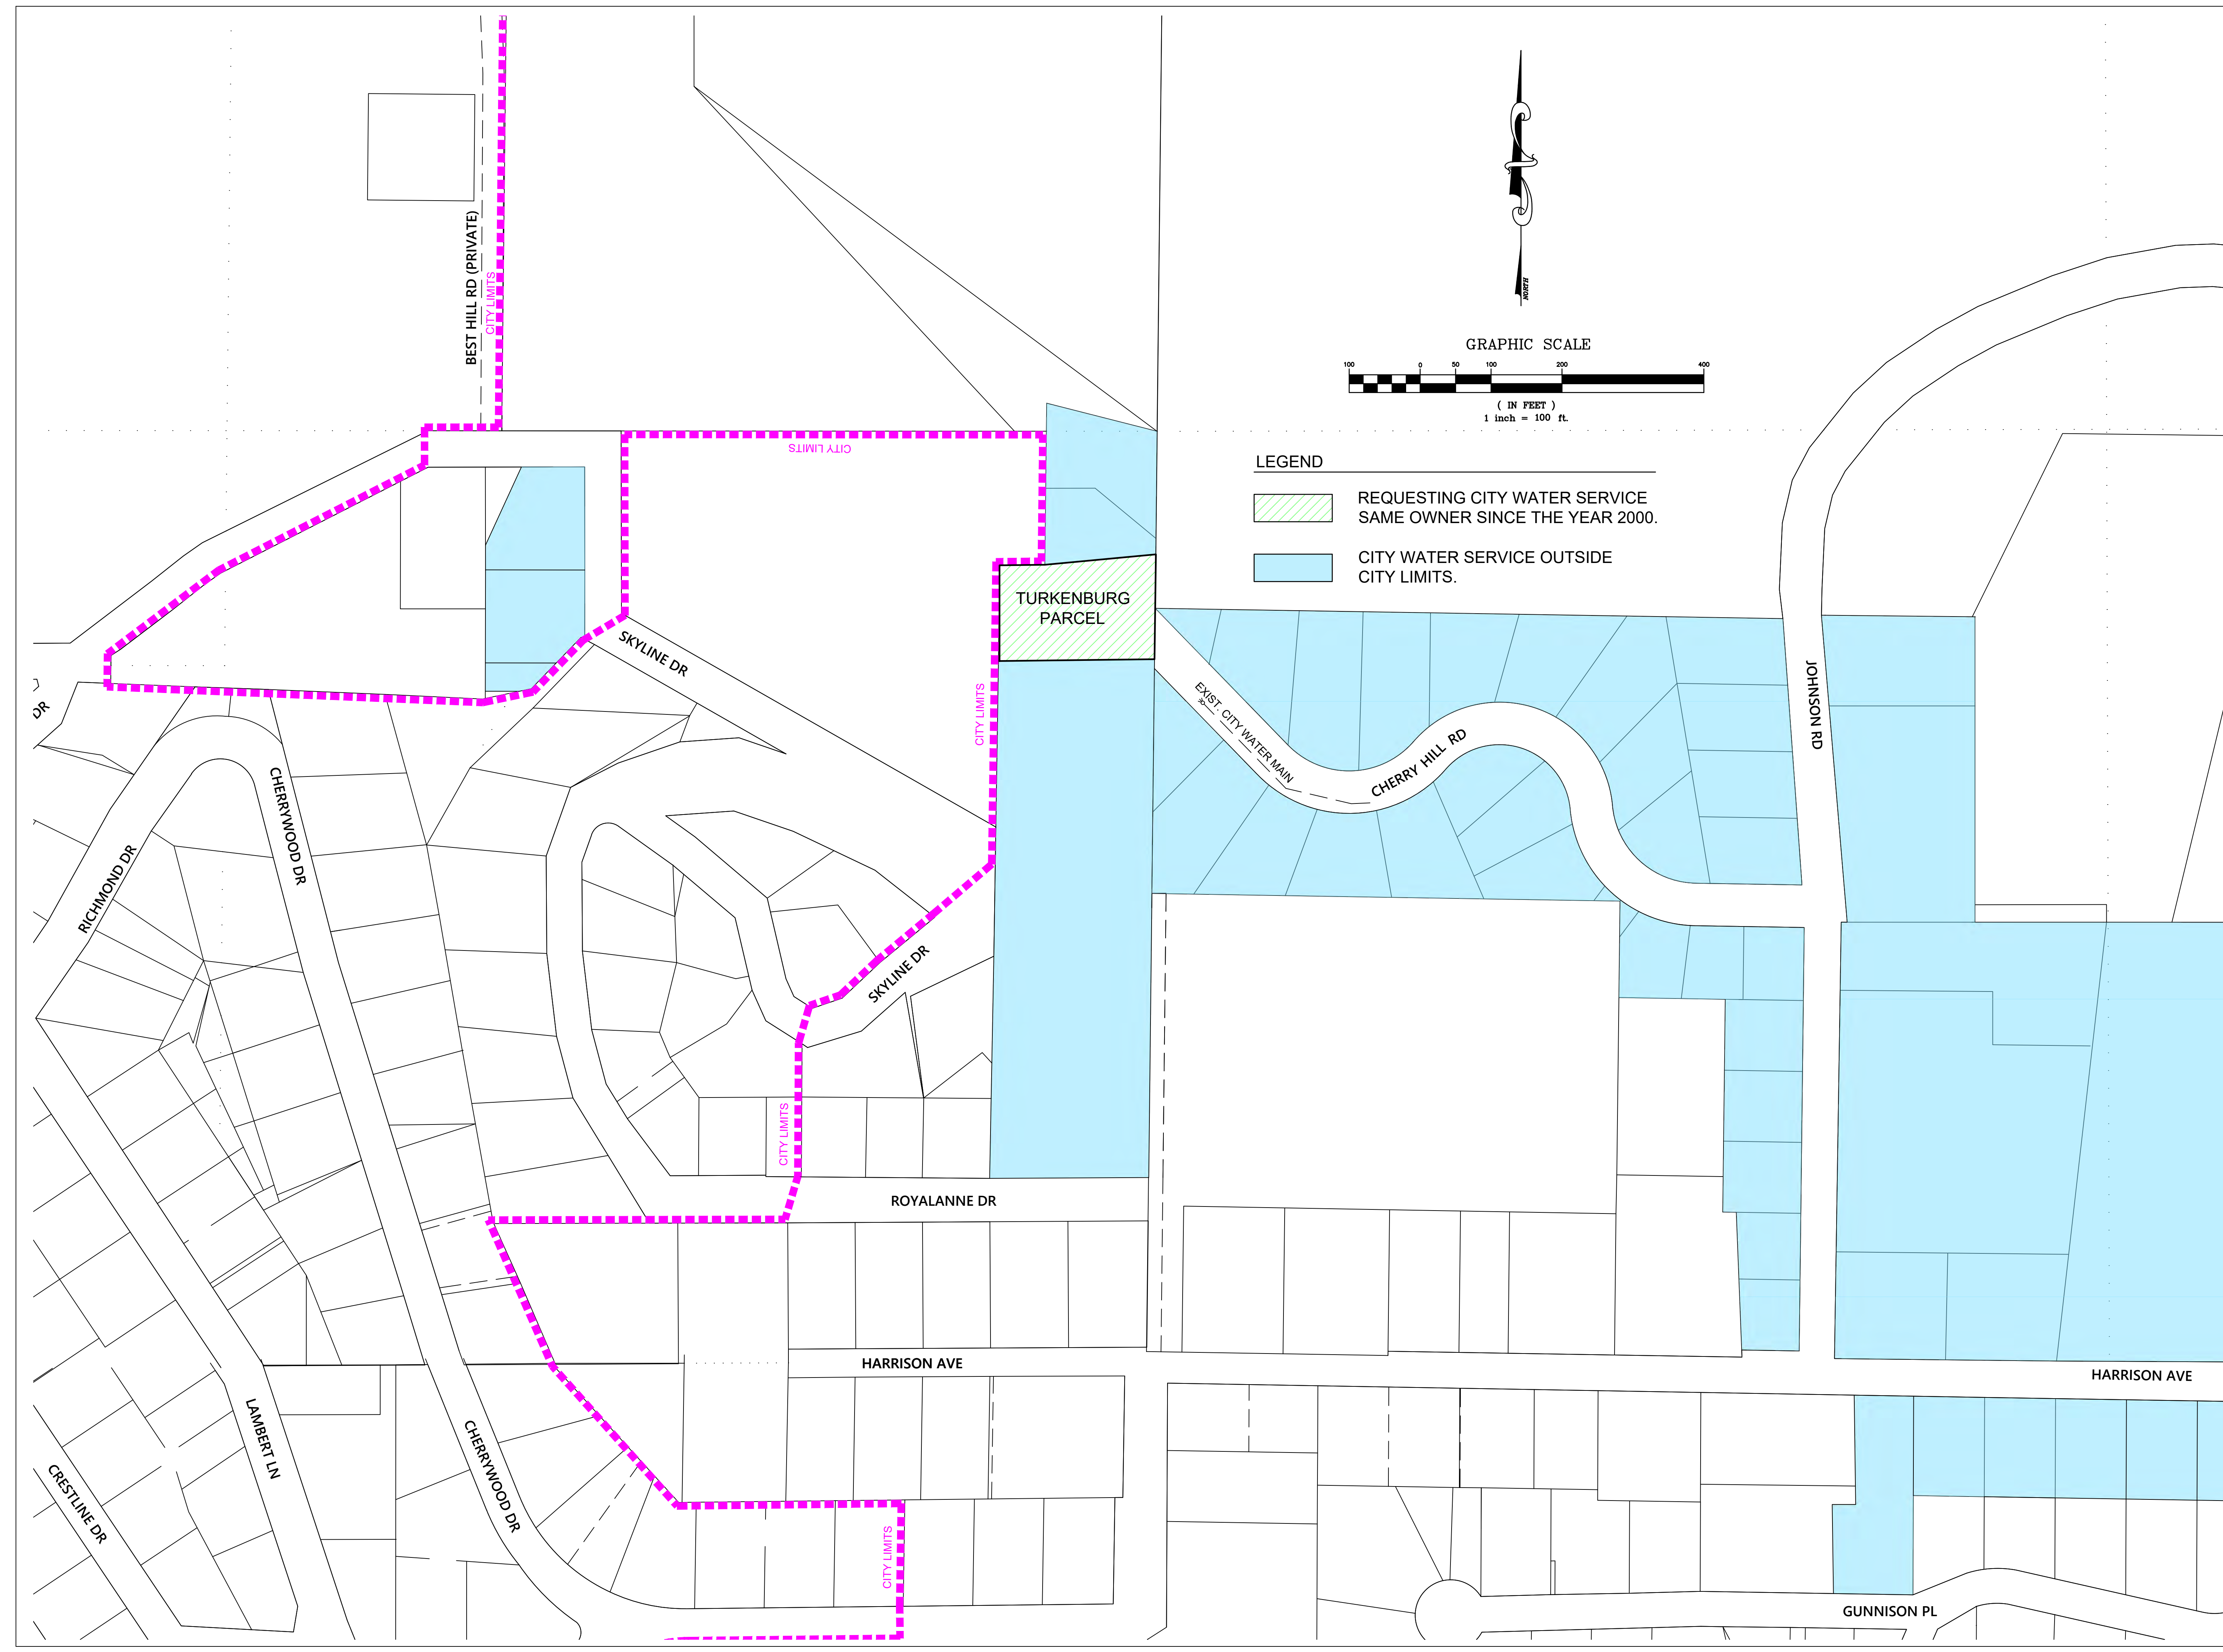 BEST HILL RD (PRIVATE)
CITY LIMITS
NORTH
GRAPHIC SCALE
100 0 50 100 200 400
( IN FEET )
1 inch = 100 ft.
CITY LIMITS
LEGEND
REQUESTING CITY WATER SERVICE
SAME OWNER SINCE THE YEAR 2000.
CITY WATER SERVICE OUTSIDE
CITY LIMITS.
TURKENBURG
PARCEL
SKYLINE DR
DR
CITY LIMITS
EXIST. CITY WATER MAIN
8"
CHERRY HILL RD
JOHNSON RD
CHERRYWOOD DR
RICHMOND DR
SKYLINE DR
CITY LIMITS
ROYALANNE DR
HARRISON AVE
HARRISON AVE
LAMBERT LN
CHERRYWOOD DR
CRESTLINE DR
CITY LIMITS
GUNNISON PL